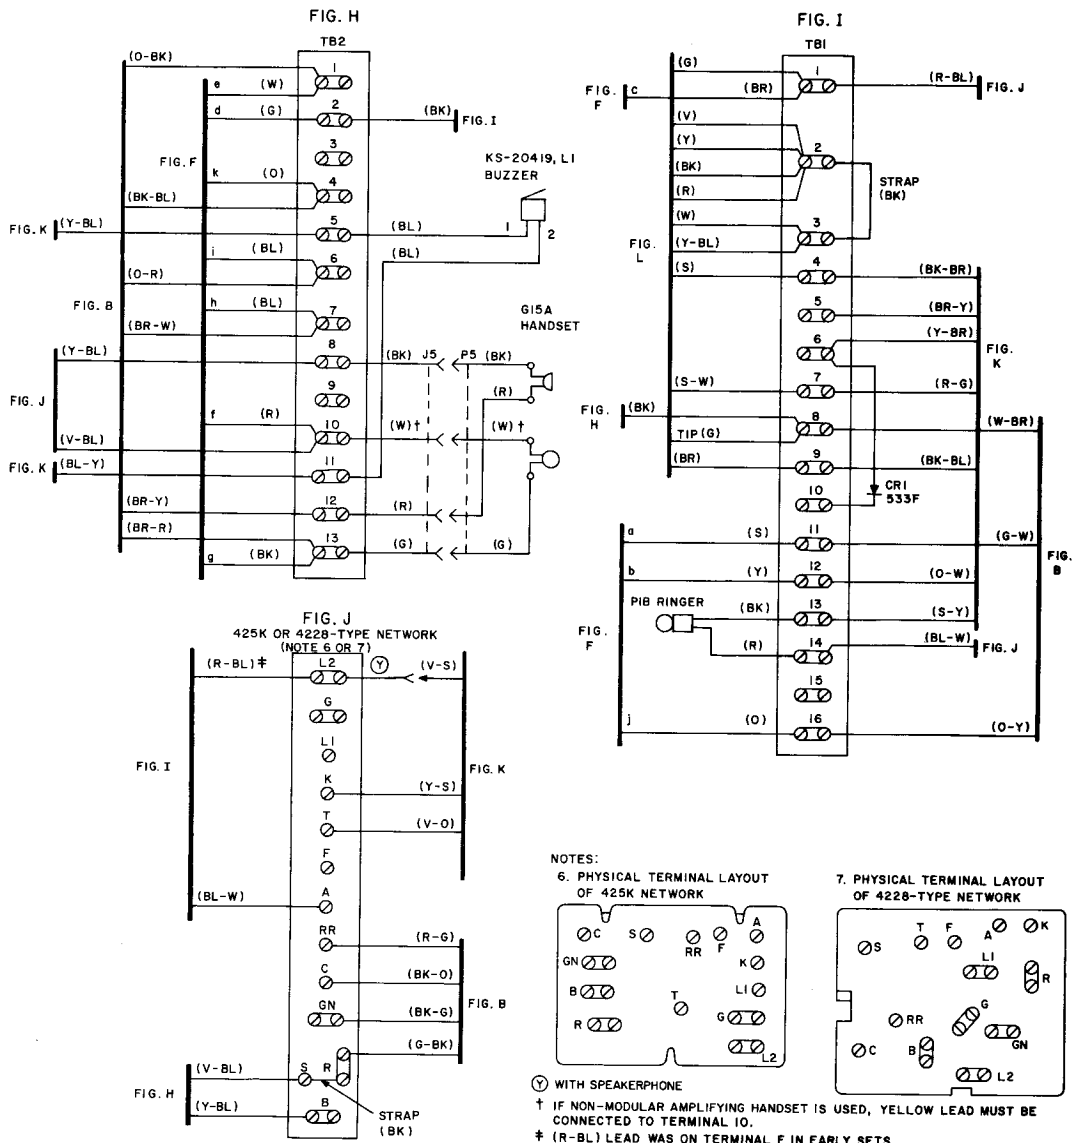 FIG. H
TB2
(O-BK)
1
e (W)
2
d (G)
(BK)
FIG. I
3
FIG. F
KS-20419, L1
BUZZER
k (O)
4
(BK-BL)
FIG. K
(Y-BL)
5
(BL)
1
2
i (BL)
6
(BL)
(O-R)
FIG. B
h (BL)
7
(BR-W)
G15A
HANDSET
(Y-BL)
8
(BK)
J5
P5
(BK)
FIG. J
9
(R)
f (R)
10
(W)†
(W)†
(V-BL)
FIG. K
(BL-Y)
11
(BR-Y)
12
(R)
(BR-R)
13
g (BK)
(G)
(G)
FIG. I
TB1
(G)
1
(R-BL)
FIG. J
FIG. F
c
(BR)
(V)
(Y)
2
(BK)
(R)
STRAP
(BK)
(W)
3
(Y-BL)
FIG. L
(S)
4
(BK-BR)
5
(BR-Y)
6
(Y-BR)
FIG. K
(S-W)
7
(R-G)
FIG. H
(BK)
8
(W-BR)
TIP (G)
(BR)
9
(BK-BL)
CR1
533F
10
a (S)
11
(G-W)
FIG. B
b (Y)
12
(O-W)
P1B RINGER
(BK)
13
(S-Y)
FIG. F
(R)
14
(BL-W)
FIG. J
15
j (O)
16
(O-Y)
FIG. J
425K OR 4228-TYPE NETWORK
(NOTE 6 OR 7)
(R-BL)‡
L2
Y
(V-S)
G
L1
FIG. I
FIG. K
K
(Y-S)
T
(V-O)
F
(BL-W)
A
RR
(R-G)
C
(BK-O)
GN
(BK-G)
FIG. B
(G-BK)
FIG. H
(V-BL)
S
R
(Y-BL)
B
STRAP
(BK)
NOTES:
6. PHYSICAL TERMINAL LAYOUT
OF 425K NETWORK
C
S
RR
F
A
GN
K
B
L1
T
R
G
L2
7. PHYSICAL TERMINAL LAYOUT
OF 4228-TYPE NETWORK
S
T
F
A
K
L1
R
G
RR
GN
C
B
L2
Y WITH SPEAKERPHONE
† IF NON-MODULAR AMPLIFYING HANDSET IS USED, YELLOW LEAD MUST BE
CONNECTED TO TERMINAL 10.
‡ (R-BL) LEAD WAS ON TERMINAL F IN EARLY SETS